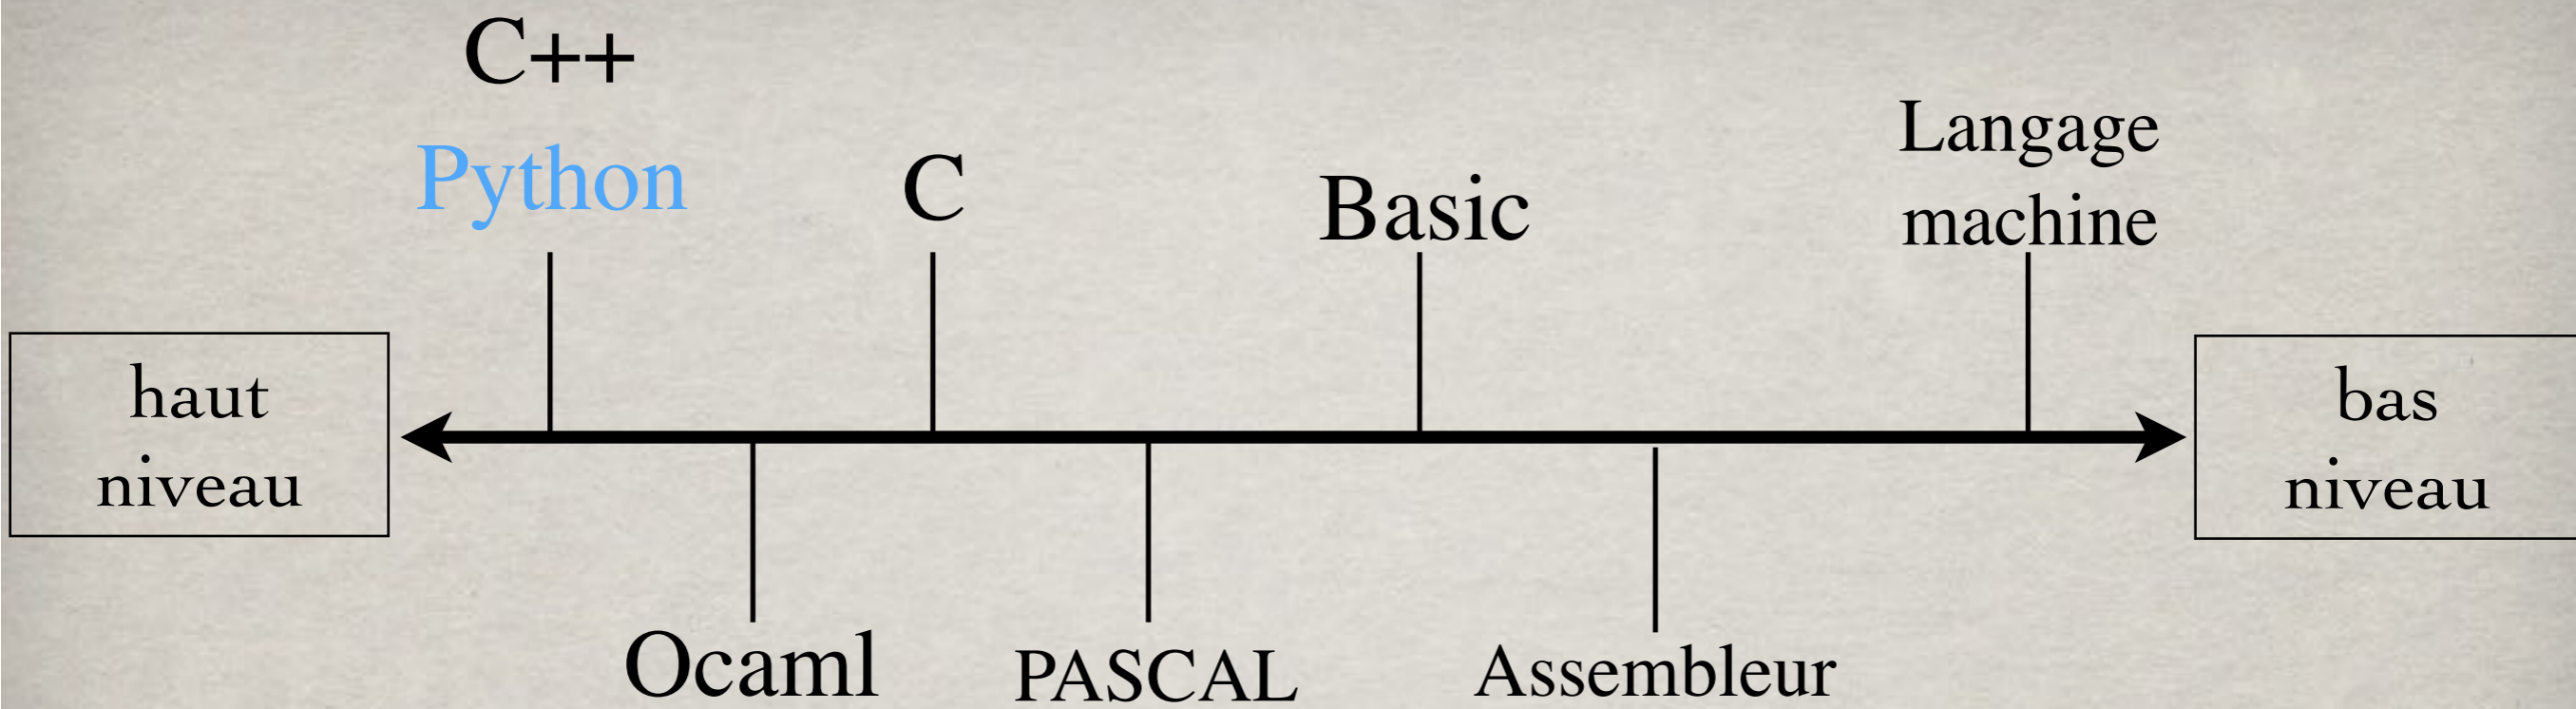 C++
Python
C
Basic
Langage
machine
haut
niveau
bas
niveau
Ocaml
PASCAL
Assembleur